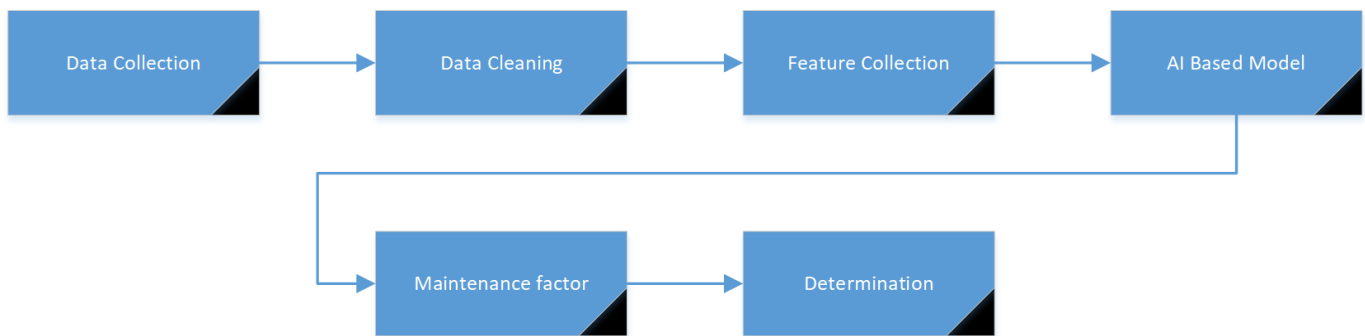 Data Collection
Data Cleaning
Feature Collection
AI Based Model
Maintenance factor
Determination